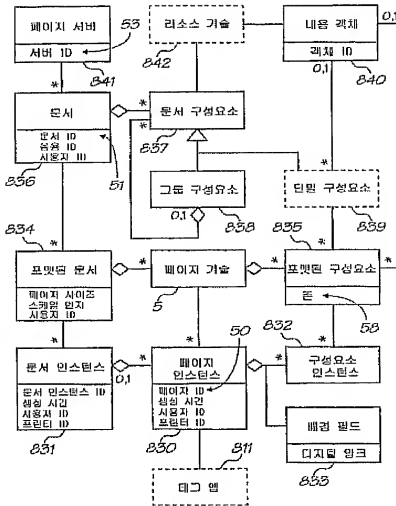 페이지 서버
서버 ID
53
841
리소스 기술
842
내용 객체
객체 ID
840
0,1
0,1
*
문서
문서 ID
응용 ID
사용자 ID
836
51
*
문서 구성요소
837
그룹 구성요소
838
0,1
*
*
단일 구성요소
839
834
*
포맷된 문서
페이지 사이즈
스케일 인자
사용자 ID
*
페이지 기술
5
835
*
*
포맷된 구성요소
존
58
*
*
문서 인스턴스
문서 인스턴스 ID
생성 시간
사용자 ID
프린터 ID
831
0,1
*
*
50
페이지
인스턴스
페이지 ID
생성 시간
사용자 ID
프린터 ID
830
*
832
*
구성요소
인스턴스
배경 필드
디지털 잉크
833
811
태그 맵